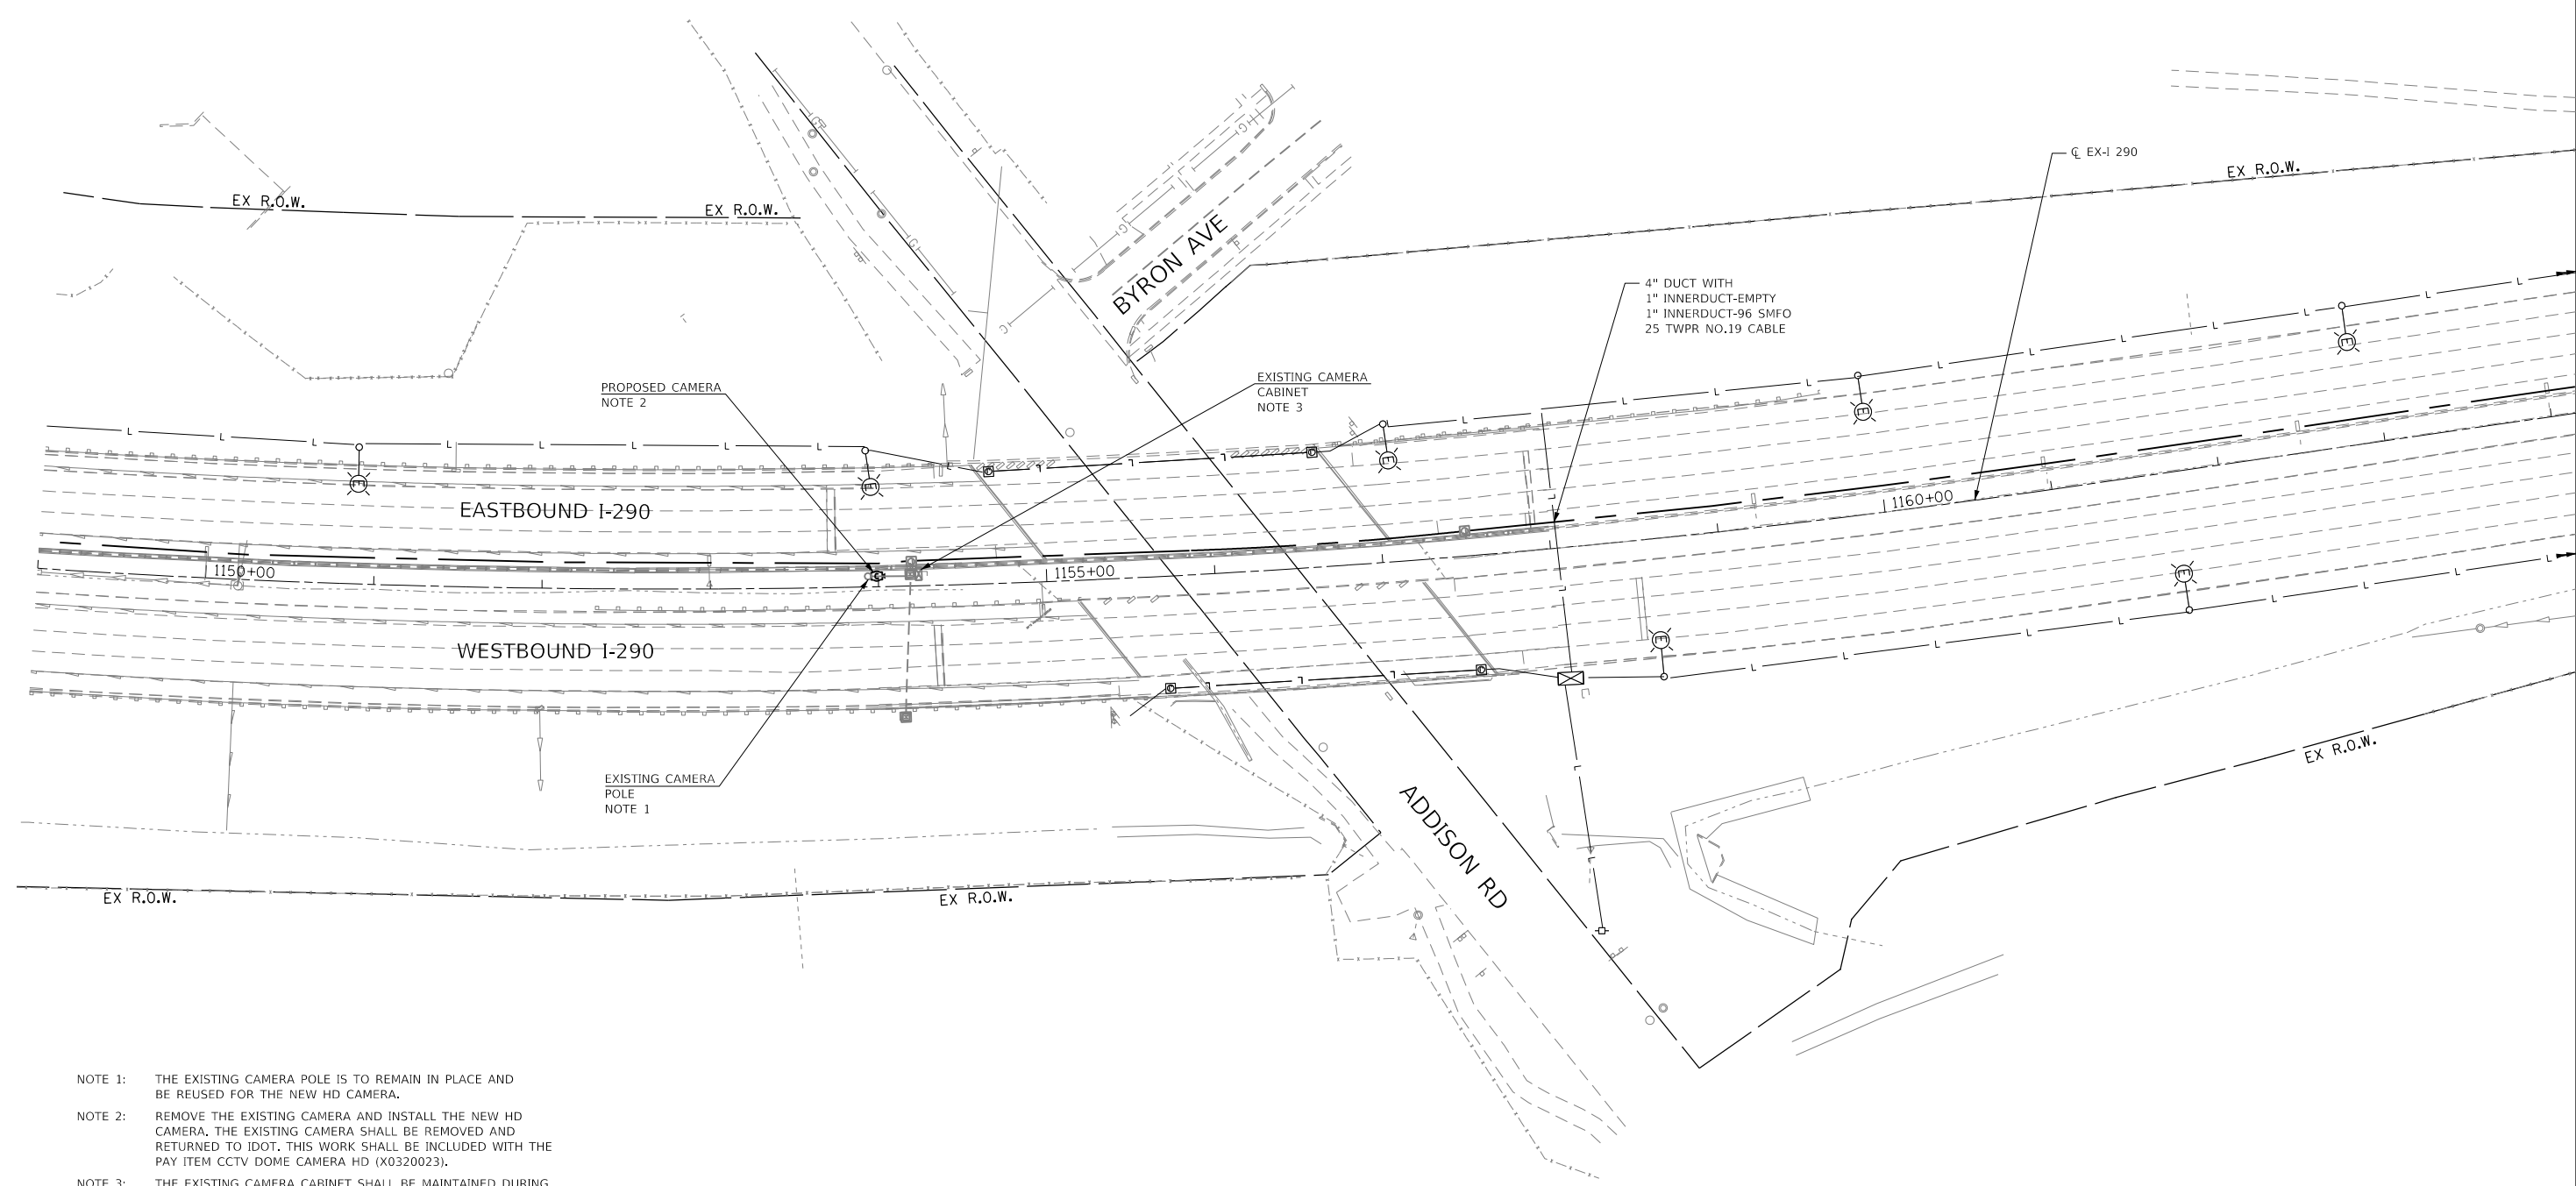 ℄ EX-I 290
EX R.O.W.
EX R.O.W.
EX R.O.W.
BYRON AVE
4" DUCT WITH
1" INNERDUCT-EMPTY
1" INNERDUCT-96 SMFO
25 TWPR NO.19 CABLE
PROPOSED CAMERA
NOTE 2
EXISTING CAMERA
CABINET
NOTE 3
EASTBOUND I-290
1160+00
1150+00
1155+00
WESTBOUND I-290
EXISTING CAMERA
POLE
NOTE 1
ADDISON RD
EX R.O.W.
EX R.O.W.
EX R.O.W.
NOTE 1: THE EXISTING CAMERA POLE IS TO REMAIN IN PLACE AND
BE REUSED FOR THE NEW HD CAMERA.
NOTE 2: REMOVE THE EXISTING CAMERA AND INSTALL THE NEW HD
CAMERA. THE EXISTING CAMERA SHALL BE REMOVED AND
RETURNED TO IDOT. THIS WORK SHALL BE INCLUDED WITH THE
PAY ITEM CCTV DOME CAMERA HD (X0320023).
NOTE 3: THE EXISTING CAMERA CABINET SHALL BE MAINTAINED DURING